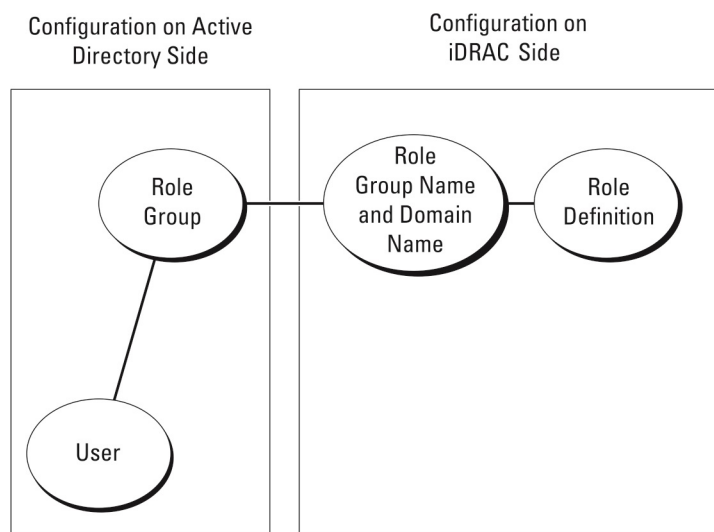 Configuration on Active
Directory Side
Configuration on
iDRAC Side
Role
Group
Role
Group Name
and Domain
Name
Role
Definition
User